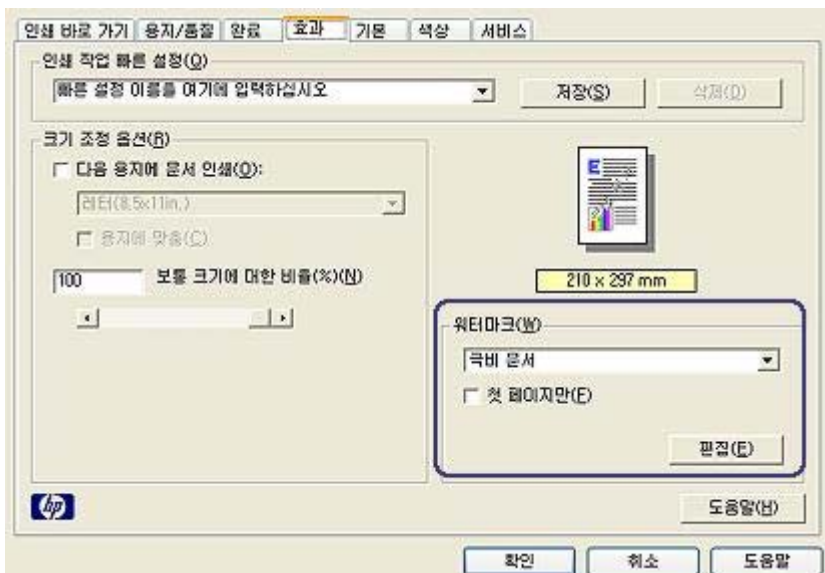 인쇄 바로 가기 용지/품질 완료 효과 기본 색상 서비스
인쇄 작업 빠른 설정(Q)
빠른 설정 이름을 여기에 입력하십시오
저장(S) 삭제(D)
크기 조정 옵션(R)
다음 용지에 문서 인쇄(O):
레터(8.5x11in.)
용지에 맞춤(C)
100 보통 크기에 대한 비율(%)(N)
E
210 x 297 mm
워터마크(W)
극비 문서
첫 페이지만(F)
편집(E)
hp
도움말(H)
확인 취소 도움말